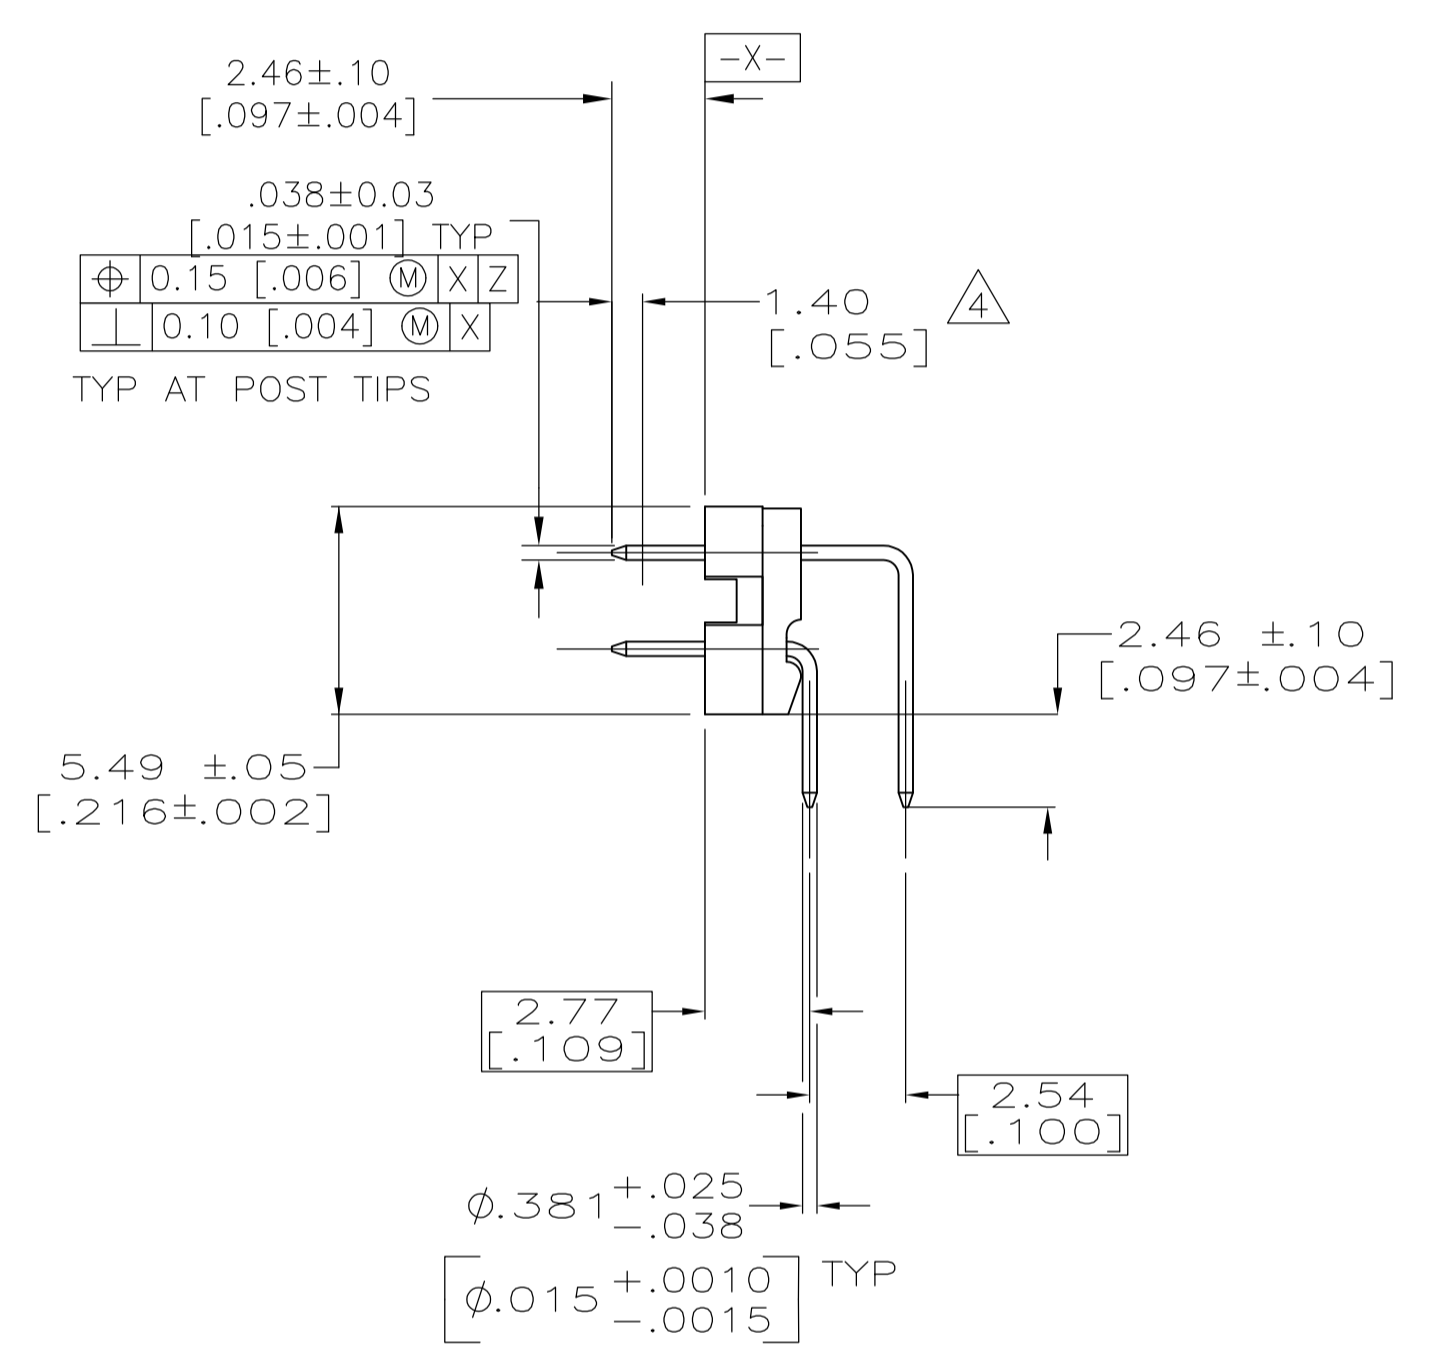 2.46±.10
[.097±.004]
-X-
.038±0.03
[.015±.001] TYP
⌖ 0.15 [.006] Ⓜ X Z
⊥ 0.10 [.004] Ⓜ X
TYP AT POST TIPS
1.40
[.055]
4
2.46 ±.10
[.097±.004]
5.49 ±.05
[.216±.002]
2.77
[.109]
2.54
[.100]
Ø.381 +.025
-.038
[Ø.015 +.0010
-.0015] TYP